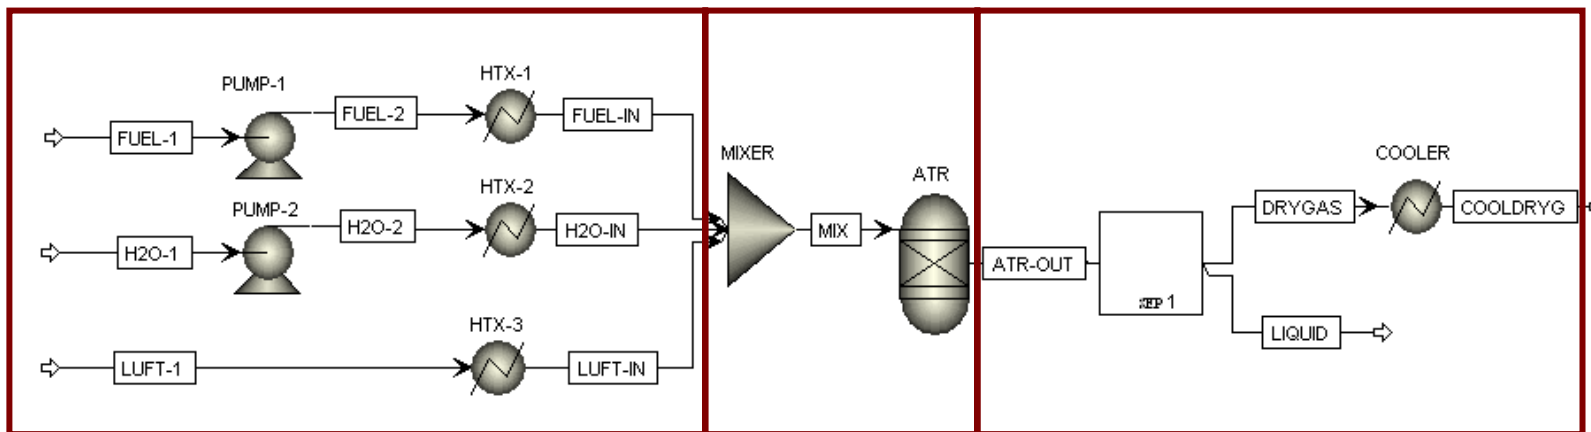 PUMP-1
HTX-1
FUEL-1
FUEL-2
FUEL-IN
PUMP-2
HTX-2
H2O-1
H2O-2
H2O-IN
HTX-3
LUFT-1
LUFT-IN
MIXER
MIX
ATR
ATR-OUT
SEP1
DRYGAS
COOLER
COOLDRYG
LIQUID